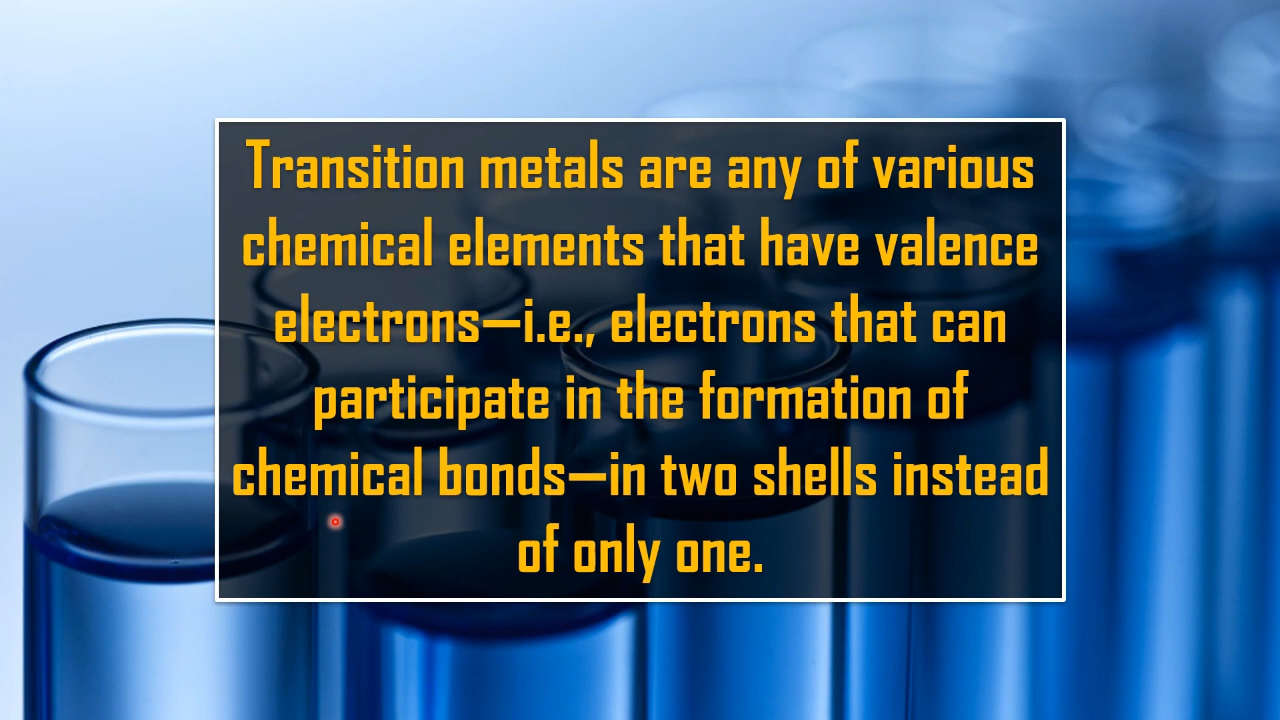 Transition metals are any of various
chemical elements that have valence
electrons—i.e., electrons that can
participate in the formation of
chemical bonds—in two shells instead
of only one.